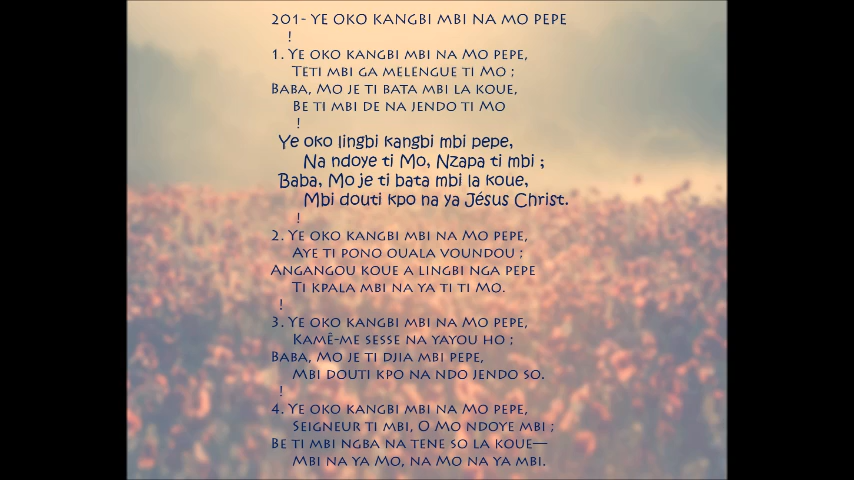 201- YE OKO KANGBI MBI NA MO PEPE
!
1. YE OKO KANGBI MBI NA MO PEPE,
TETI MBI GA MELENGUE TI MO ;
BABA, MO JE TI BATA MBI LA KOUE,
BE TI MBI DE NA JENDO TI MO
!
Ye oko lingbi kangbi mbi pepe,
Na ndoye ti Mo, Nzapa ti mbi ;
Baba, Mo je ti bata mbi la koue,
Mbi douti kpo na ya Jésus Christ.
!
2. YE OKO KANGBI MBI NA MO PEPE,
AYE TI PONO OUALA VOUNDOU ;
ANGANGOU KOUE A LINGBI NGA PEPE
TI KPALA MBI NA YA TI TI MO.
!
3. YE OKO KANGBI MBI NA MO PEPE,
KAMÊ-ME SESSE NA YAYOU HO ;
BABA, MO JE TI DJIA MBI PEPE,
MBI DOUTI KPO NA NDO JENDO SO.
!
4. YE OKO KANGBI MBI NA MO PEPE,
SEIGNEUR TI MBI, O MO NDOYE MBI ;
BE TI MBI NGBA NA TENE SO LA KOUE—
MBI NA YA MO, NA MO NA YA MBI.